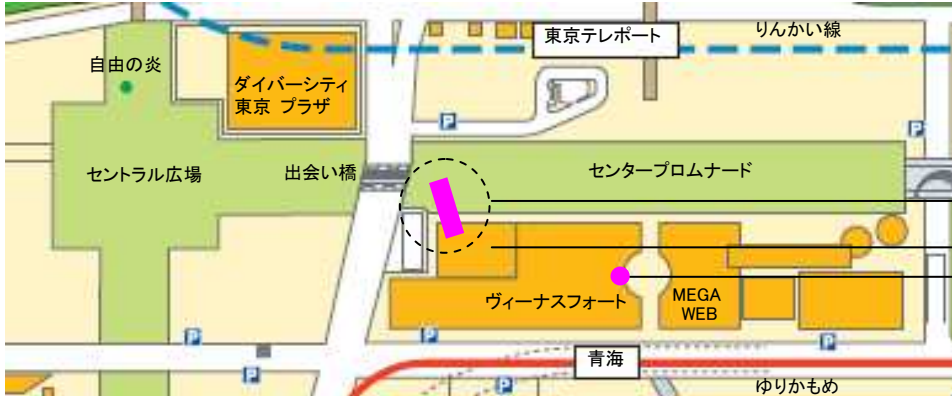 東京テレポート
りんかい線
自由の炎
ダイバーシティ
東京 プラザ
P
P
セントラル広場
出会い橋
センタープロムナード
ヴィーナスフォート
MEGA
WEB
P
P
P
青海
P
P
ゆりかもめ